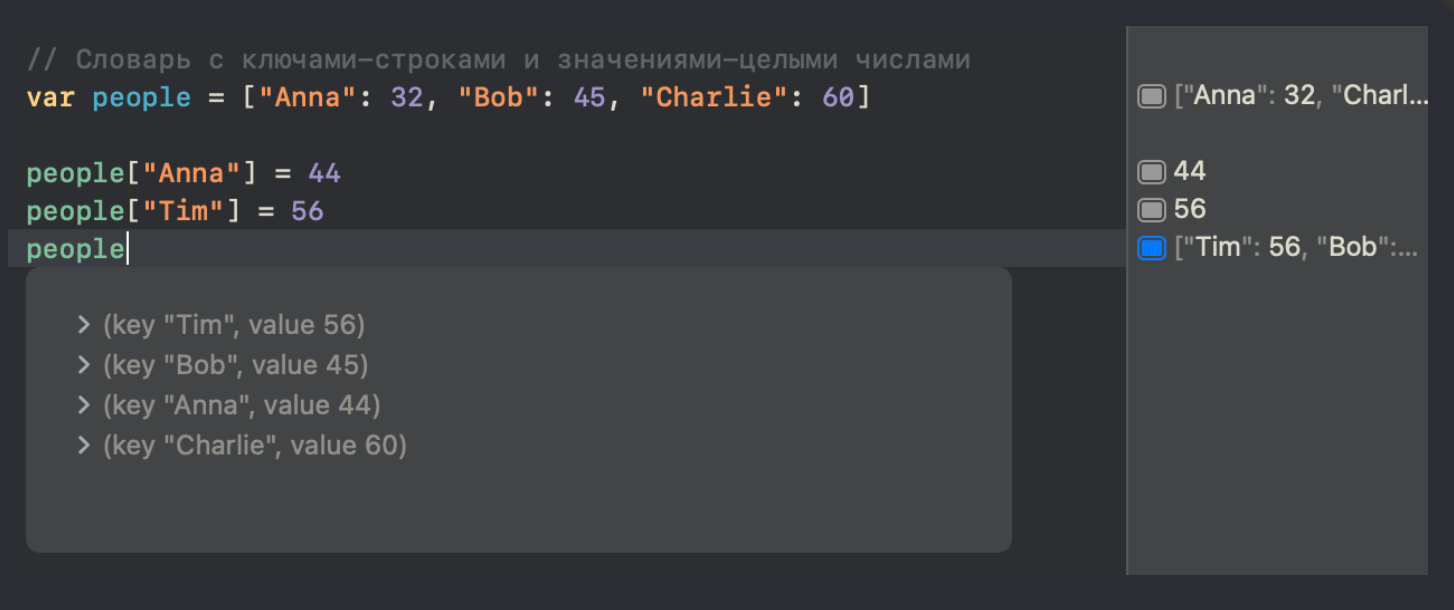 // Словарь с ключами-строками и значениями-целыми числами
var people = ["Anna": 32, "Bob": 45, "Charlie": 60]
["Anna": 32, "Charl...
people["Anna"] = 44
44
people["Tim"] = 56
56
people
["Tim": 56, "Bob":...
> (key "Tim", value 56)
> (key "Bob", value 45)
> (key "Anna", value 44)
> (key "Charlie", value 60)